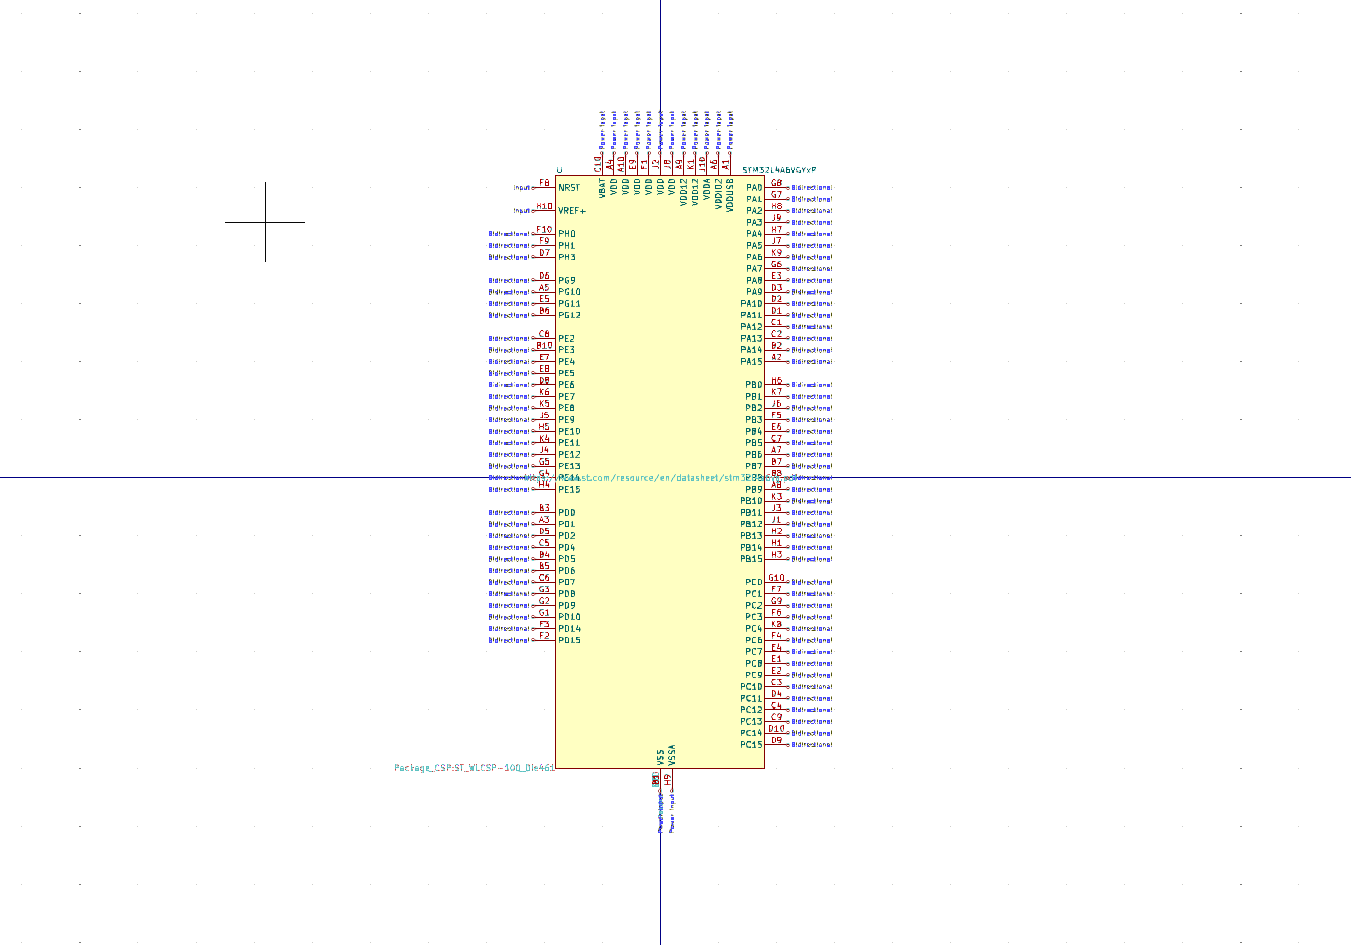 Power Input Power Input Power Input Power Input Power Input Power Input Power Input Power Input Power Input Power Input Power Input Power Input
C10 A4 A10 E9 F1 J2 J8 A9 K1 J10 A6 A1
U STM32L4A6VGYxP
VBAT VDD VDD VDD VDD VDD VDD VDD12 VDD12 VDDA VDDIO2 VDDUSB
Input F8 NRST
Input H10 VREF+
Bidirectional F10 PH0
Bidirectional F9 PH1
Bidirectional D7 PH3
Bidirectional D6 PG9
Bidirectional A5 PG10
Bidirectional E5 PG11
Bidirectional B6 PG12
Bidirectional C8 PE2
Bidirectional B10 PE3
Bidirectional E7 PE4
Bidirectional E8 PE5
Bidirectional D8 PE6
Bidirectional K6 PE7
Bidirectional K5 PE8
Bidirectional J5 PE9
Bidirectional H5 PE10
Bidirectional K4 PE11
Bidirectional J4 PE12
Bidirectional G5 PE13
Bidirectional G4 PE14
Bidirectional H4 PE15
Bidirectional B3 PD0
Bidirectional A3 PD1
Bidirectional D5 PD2
Bidirectional C5 PD4
Bidirectional B4 PD5
Bidirectional B5 PD6
Bidirectional C6 PD7
Bidirectional G3 PD8
Bidirectional G2 PD9
Bidirectional G1 PD10
Bidirectional F3 PD14
Bidirectional F2 PD15
PA0 G8 Bidirectional
PA1 G7 Bidirectional
PA2 K8 Bidirectional
PA3 J9 Bidirectional
PA4 H7 Bidirectional
PA5 J7 Bidirectional
PA6 K9 Bidirectional
PA7 G6 Bidirectional
PA8 E3 Bidirectional
PA9 D3 Bidirectional
PA10 D2 Bidirectional
PA11 D1 Bidirectional
PA12 C1 Bidirectional
PA13 C2 Bidirectional
PA14 B2 Bidirectional
PA15 A2 Bidirectional
PB0 H6 Bidirectional
PB1 K7 Bidirectional
PB2 J6 Bidirectional
PB3 F5 Bidirectional
PB4 E6 Bidirectional
PB5 C7 Bidirectional
PB6 A7 Bidirectional
PB7 B7 Bidirectional
PB8 B8 Bidirectional
PB9 A8 Bidirectional
PB10 K3 Bidirectional
PB11 J3 Bidirectional
PB12 J1 Bidirectional
PB13 H2 Bidirectional
PB14 H1 Bidirectional
PB15 H3 Bidirectional
PC0 G10 Bidirectional
PC1 F7 Bidirectional
PC2 G9 Bidirectional
PC3 F6 Bidirectional
PC4 Bidirectional
PC6 F4 Bidirectional
PC7 E4 Bidirectional
PC8 E1 Bidirectional
PC9 E2 Bidirectional
PC10 C3 Bidirectional
PC11 D4 Bidirectional
PC12 C4 Bidirectional
PC13 C9 Bidirectional
PC14 D10 Bidirectional
PC15 D9 Bidirectional
VSS VSSA
Package_CSP:ST_WLCSP-100_Die461
B1 H9
Power Input Power Input